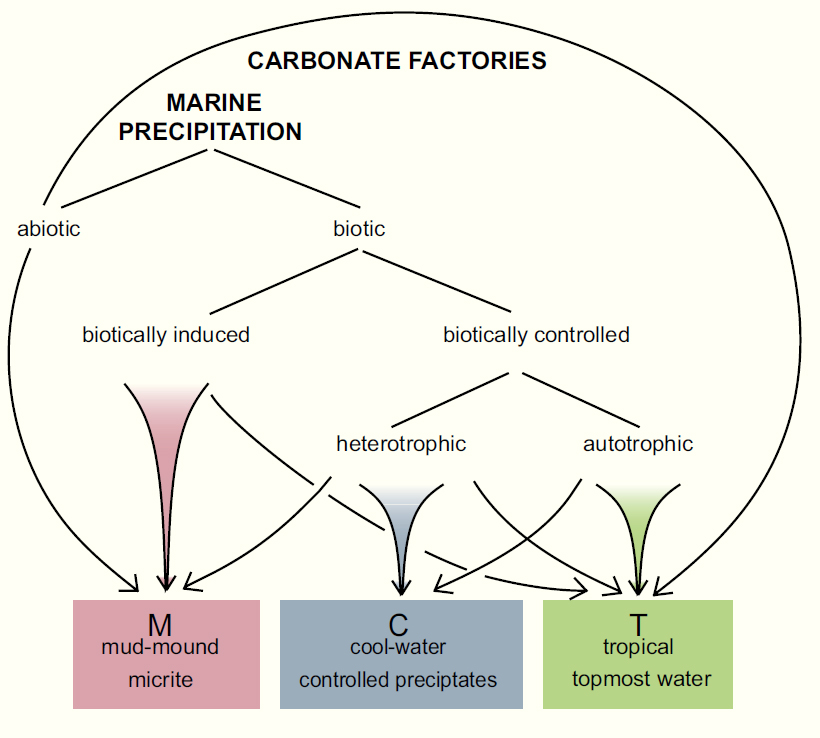 CARBONATE FACTORIES
MARINE
PRECIPITATION
abiotic
biotic
biotically induced
biotically controlled
heterotrophic
autotrophic
M
mud-mound
micrite
C
cool-water
controlled preciptates
T
tropical
topmost water